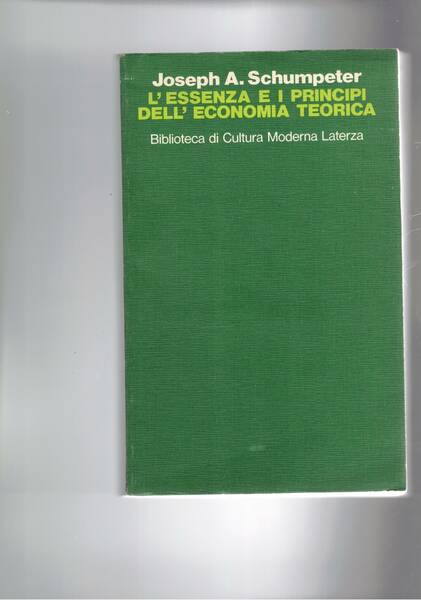 Joseph A. Schumpeter
L'ESSENZA E I PRINCIPI
DELL' ECONOMIA TEORICA
Biblioteca di Cultura Moderna Laterza